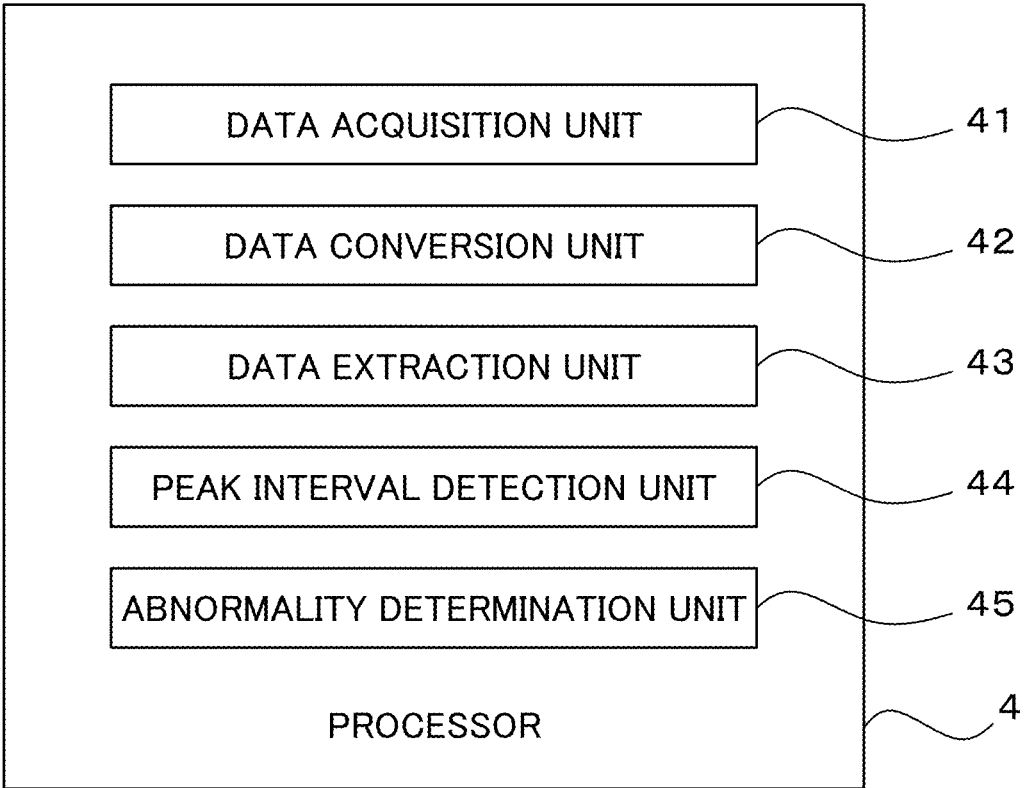 DATA ACQUISITION UNIT 41
DATA CONVERSION UNIT 42
DATA EXTRACTION UNIT 43
PEAK INTERVAL DETECTION UNIT 44
ABNORMALITY DETERMINATION UNIT 45
PROCESSOR 4